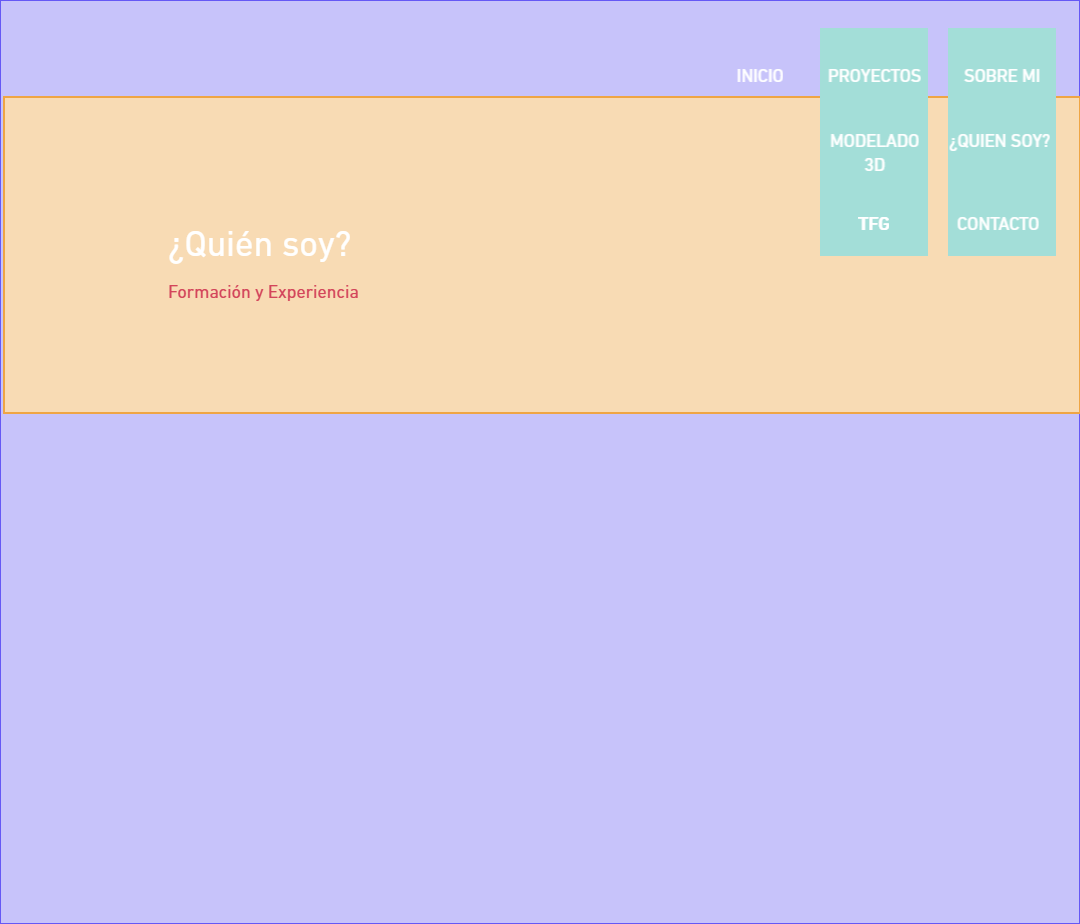 INICIO PROYECTOS SOBRE MI
MODELADO
3D
¿QUIEN SOY?
TFG CONTACTO
¿Quién soy?
Formación y Experiencia